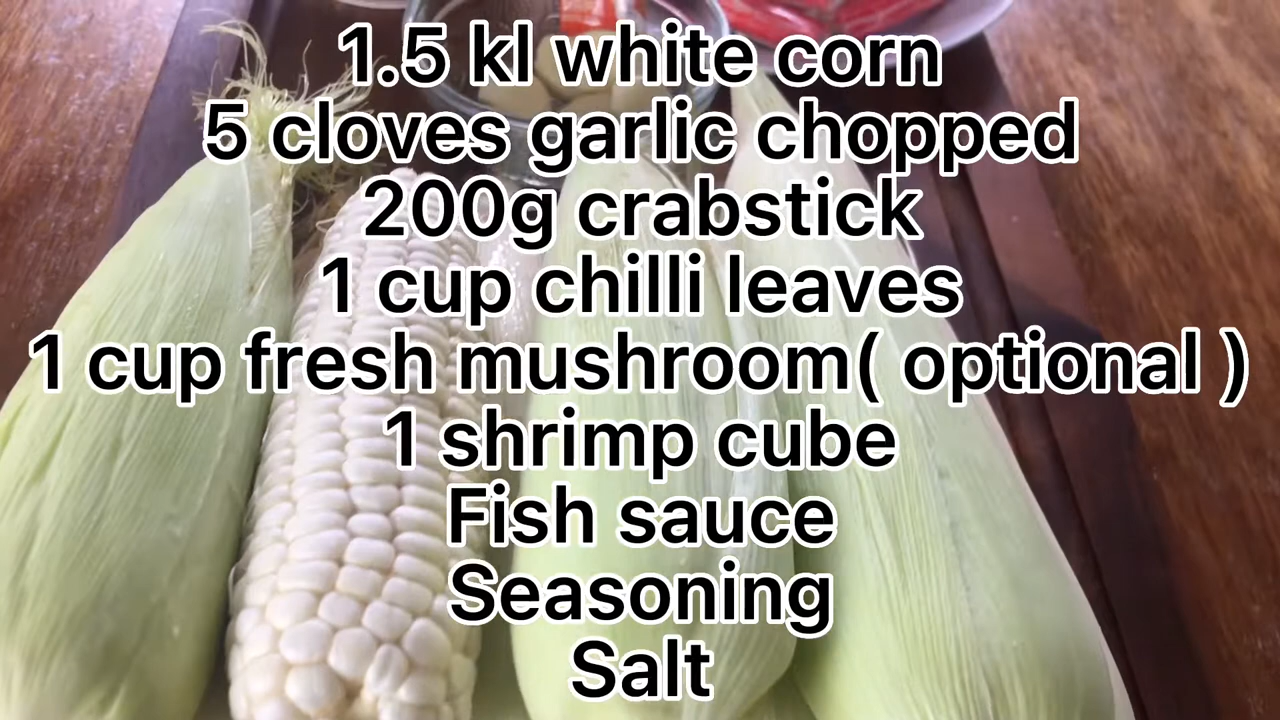 1.5 kl white corn
5 cloves garlic chopped
200g crabstick
1 cup chilli leaves
1 cup fresh mushroom( optional )
1 shrimp cube
Fish sauce
Seasoning
Salt